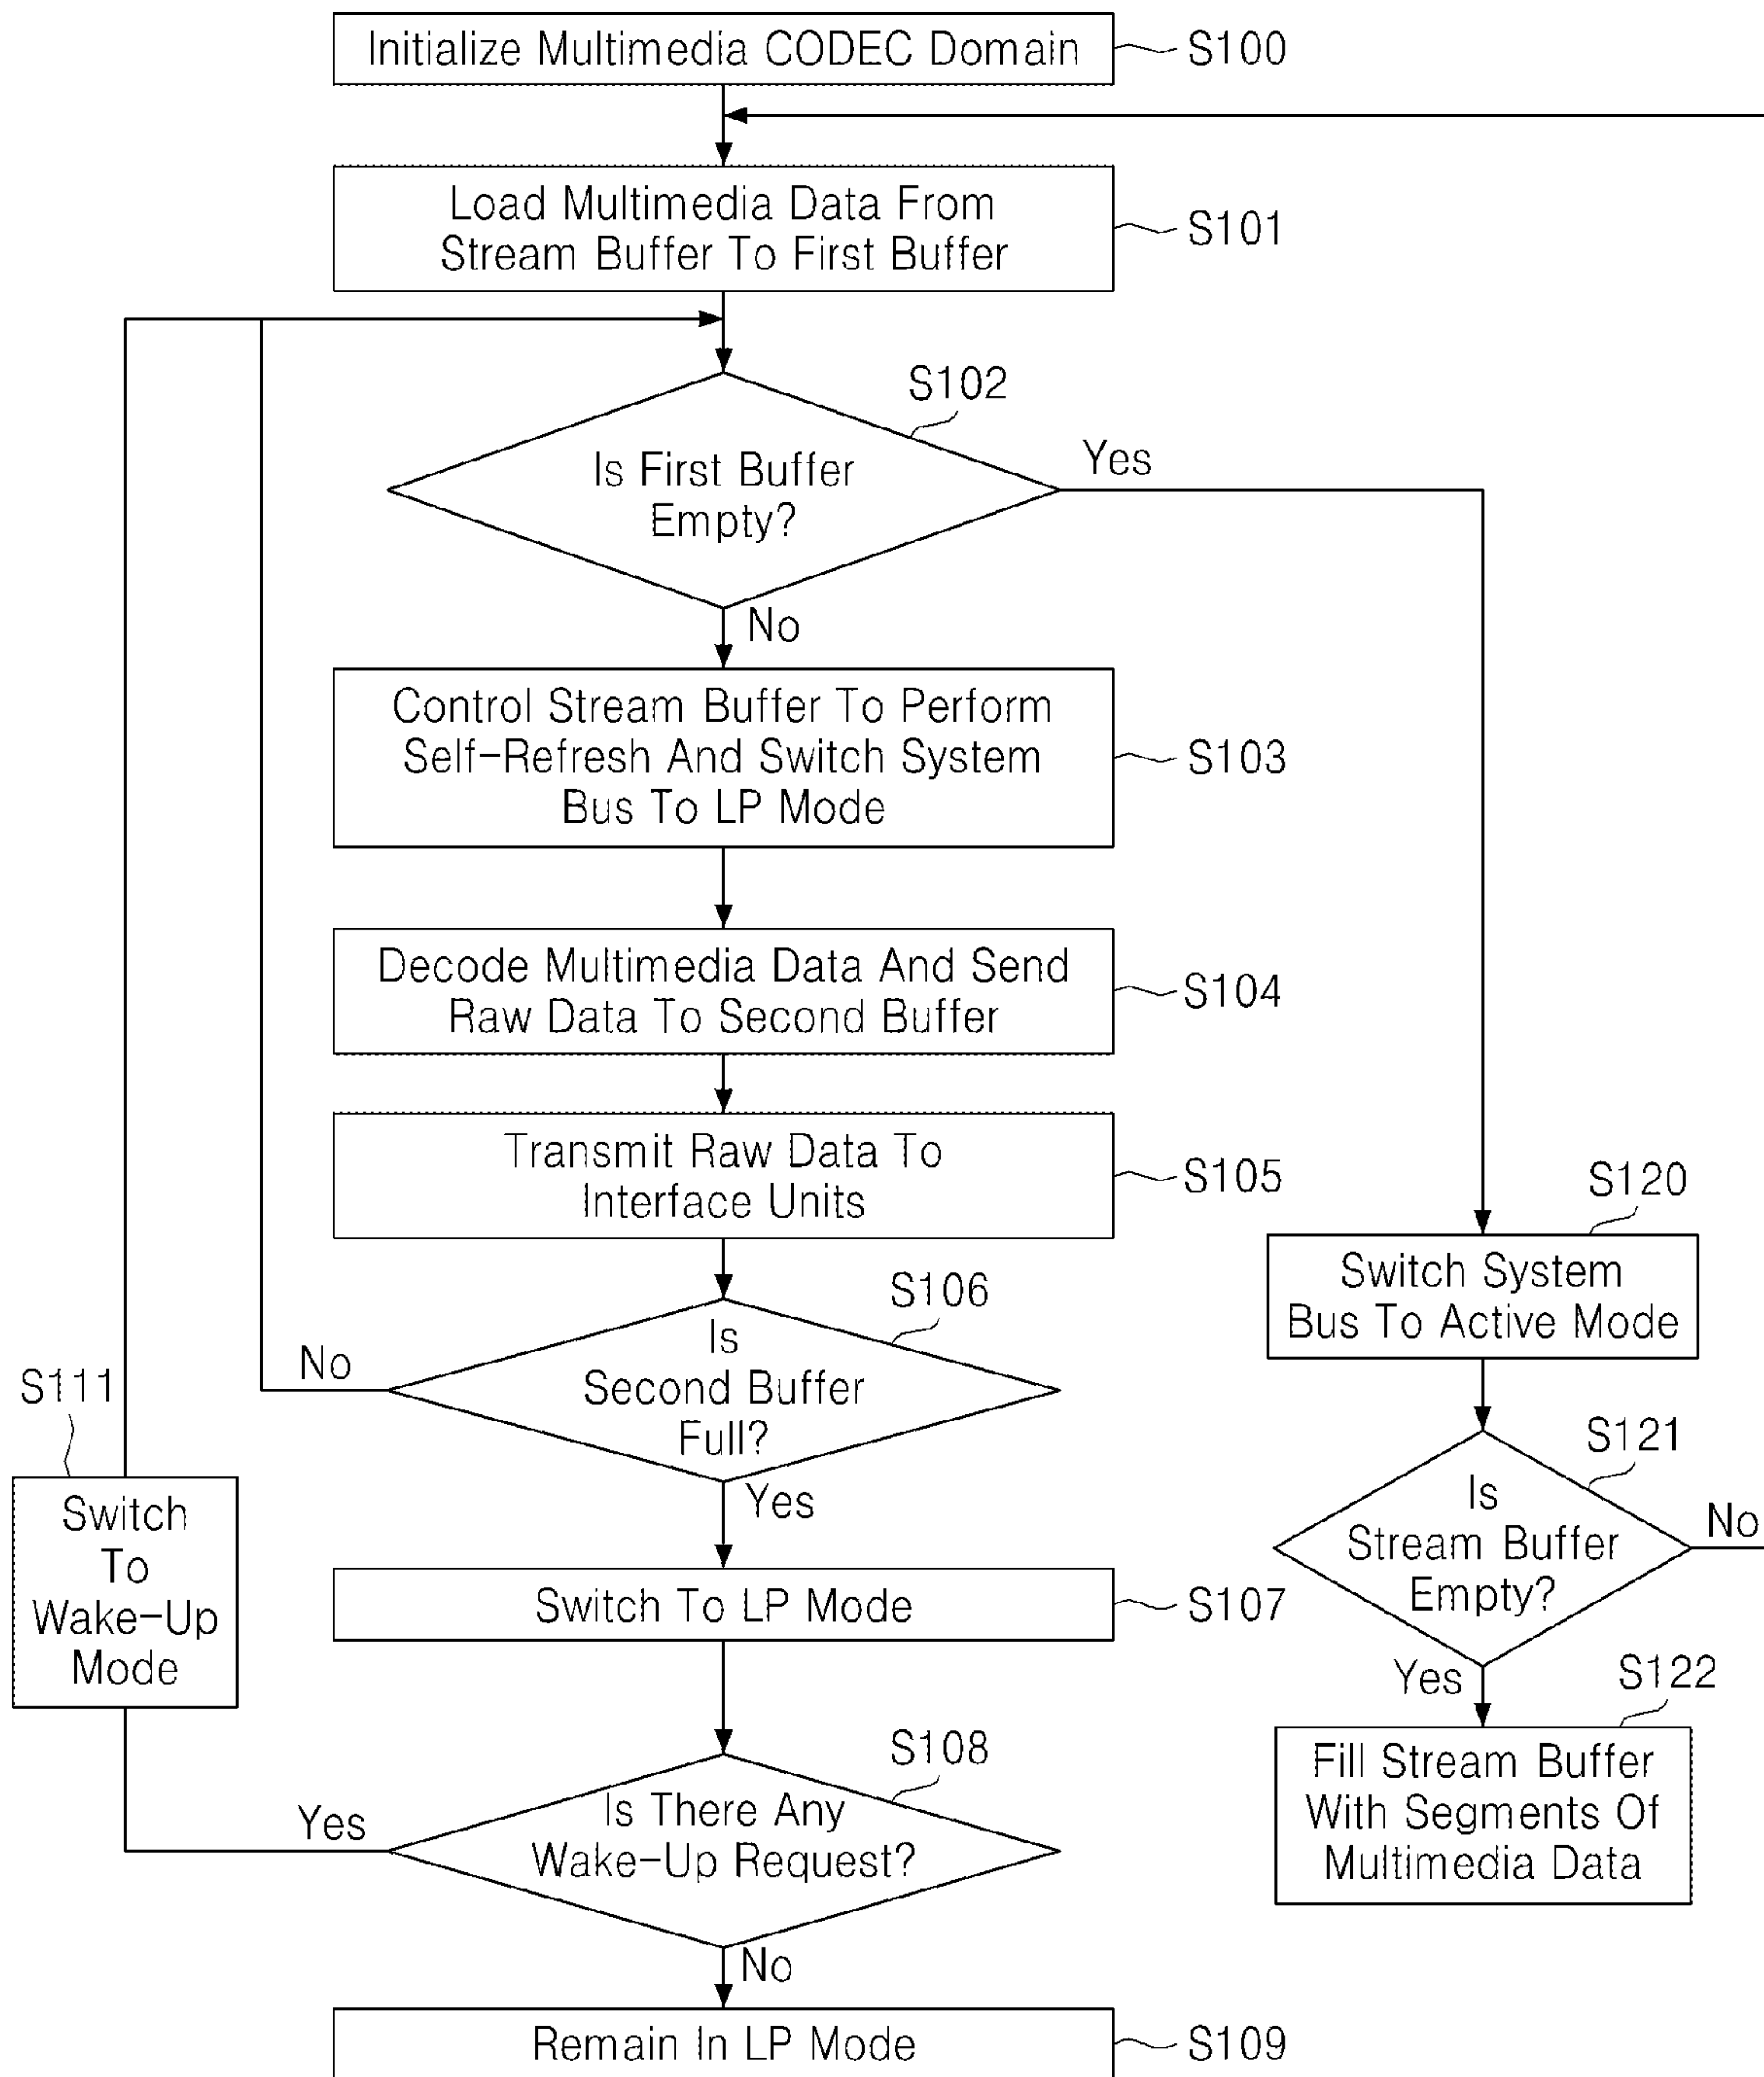 Initialize Multimedia CODEC Domain
S100
Load Multimedia Data From
Stream Buffer To First Buffer
S101
S102
Is First Buffer
Empty?
Yes
No
Control Stream Buffer To Perform
Self-Refresh And Switch System
Bus To LP Mode
S103
Decode Multimedia Data And Send
Raw Data To Second Buffer
S104
Transmit Raw Data To
Interface Units
S105
S106
Is
Second Buffer
Full?
No
Yes
S111
Switch
To
Wake-Up
Mode
Switch To LP Mode
S107
S108
Is There Any
Wake-Up Request?
Yes
No
Remain In LP Mode
S109
S120
Switch System
Bus To Active Mode
S121
Is
Stream Buffer
Empty?
No
Yes
S122
Fill Stream Buffer
With Segments Of
Multimedia Data